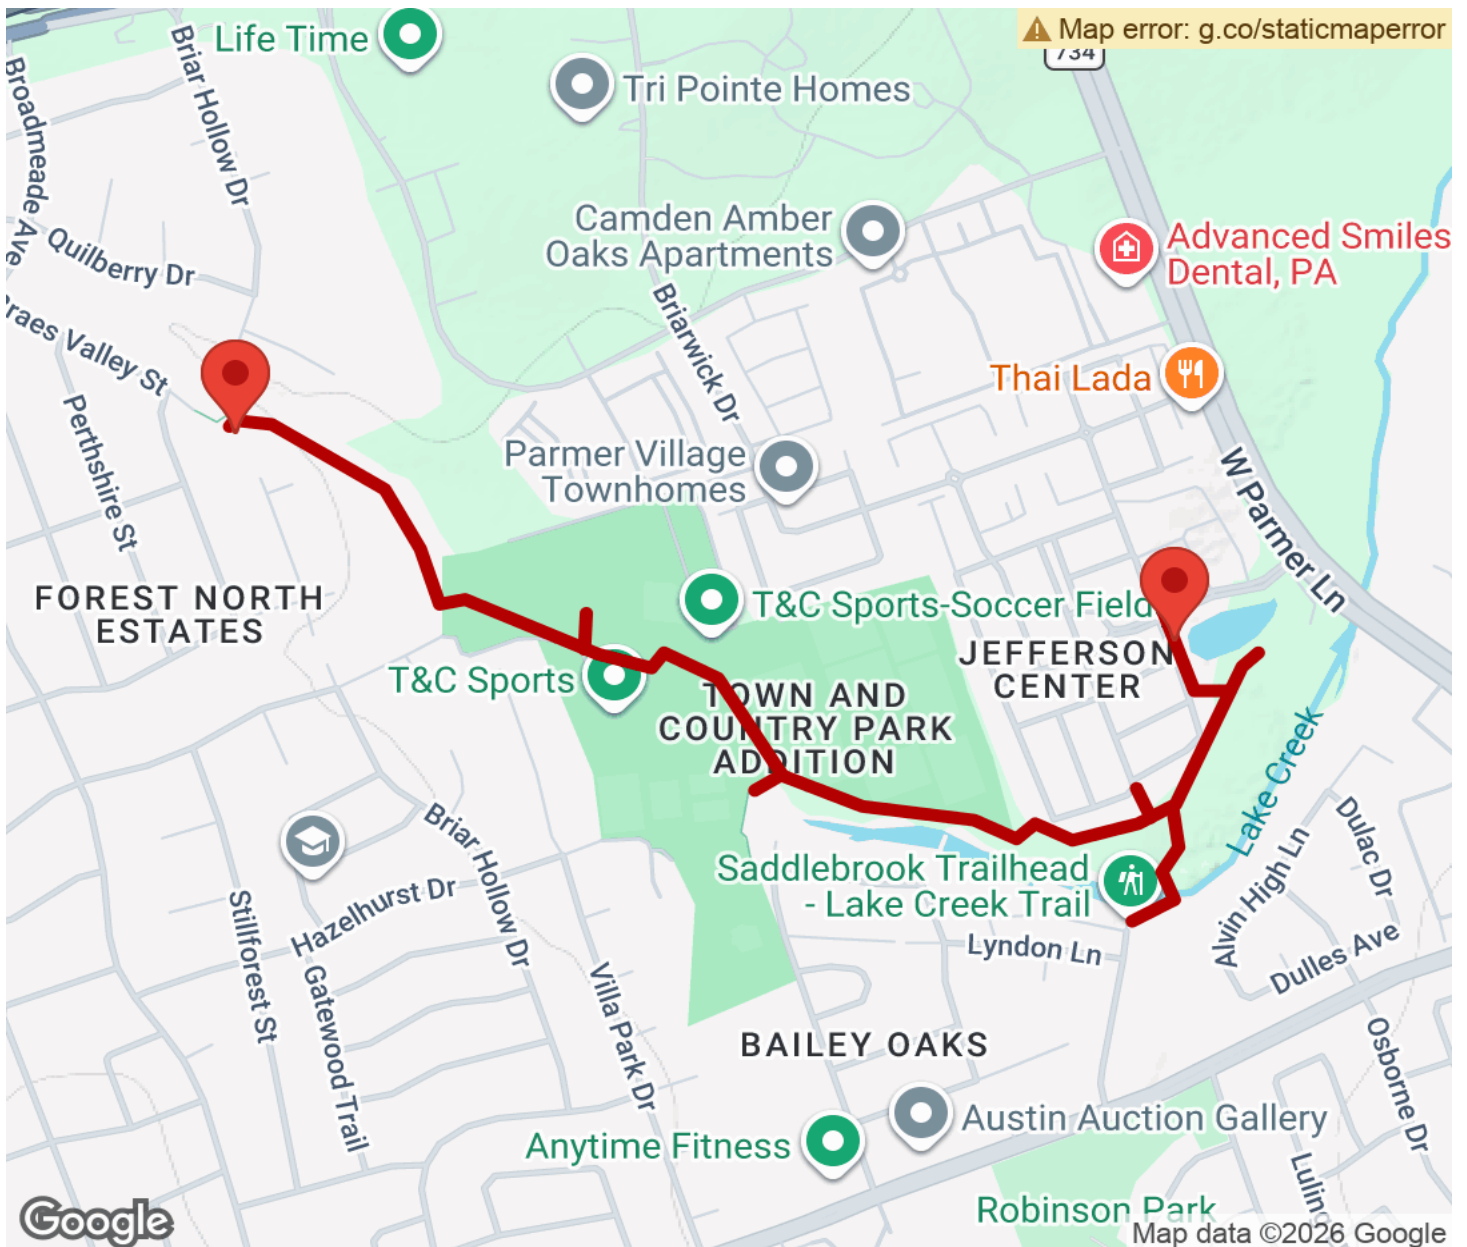 Life Time
Map error: g.co/staticmaperror
734
Tri Pointe Homes
Briar Hollow Dr
Broadmeade Ave
Quilberry Dr
Camden Amber
Oaks Apartments
Advanced Smiles
Dental, PA
raes Valley St
Briarwick Dr
Thai Lada
Perthshire St
Parmer Village
Townhomes
W Parmer Ln
FOREST NORTH
ESTATES
T&C Sports-Soccer Field
JEFFERSON
CENTER
T&C Sports
TOWN AND
COUNTRY PARK
ADDITION
Lake Creek
Briar Hollow Dr
Dulac Dr
Alvin High Ln
Saddlebrook Trailhead
- Lake Creek Trail
Hazelhurst Dr
Stillforest St
Gatewood Trail
Villa Park Dr
Lyndon Ln
Dulles Ave
BAILEY OAKS
Osborne Dr
Austin Auction Gallery
Anytime Fitness
Luling
Robinson Park
Google
Map data ©2026 Google